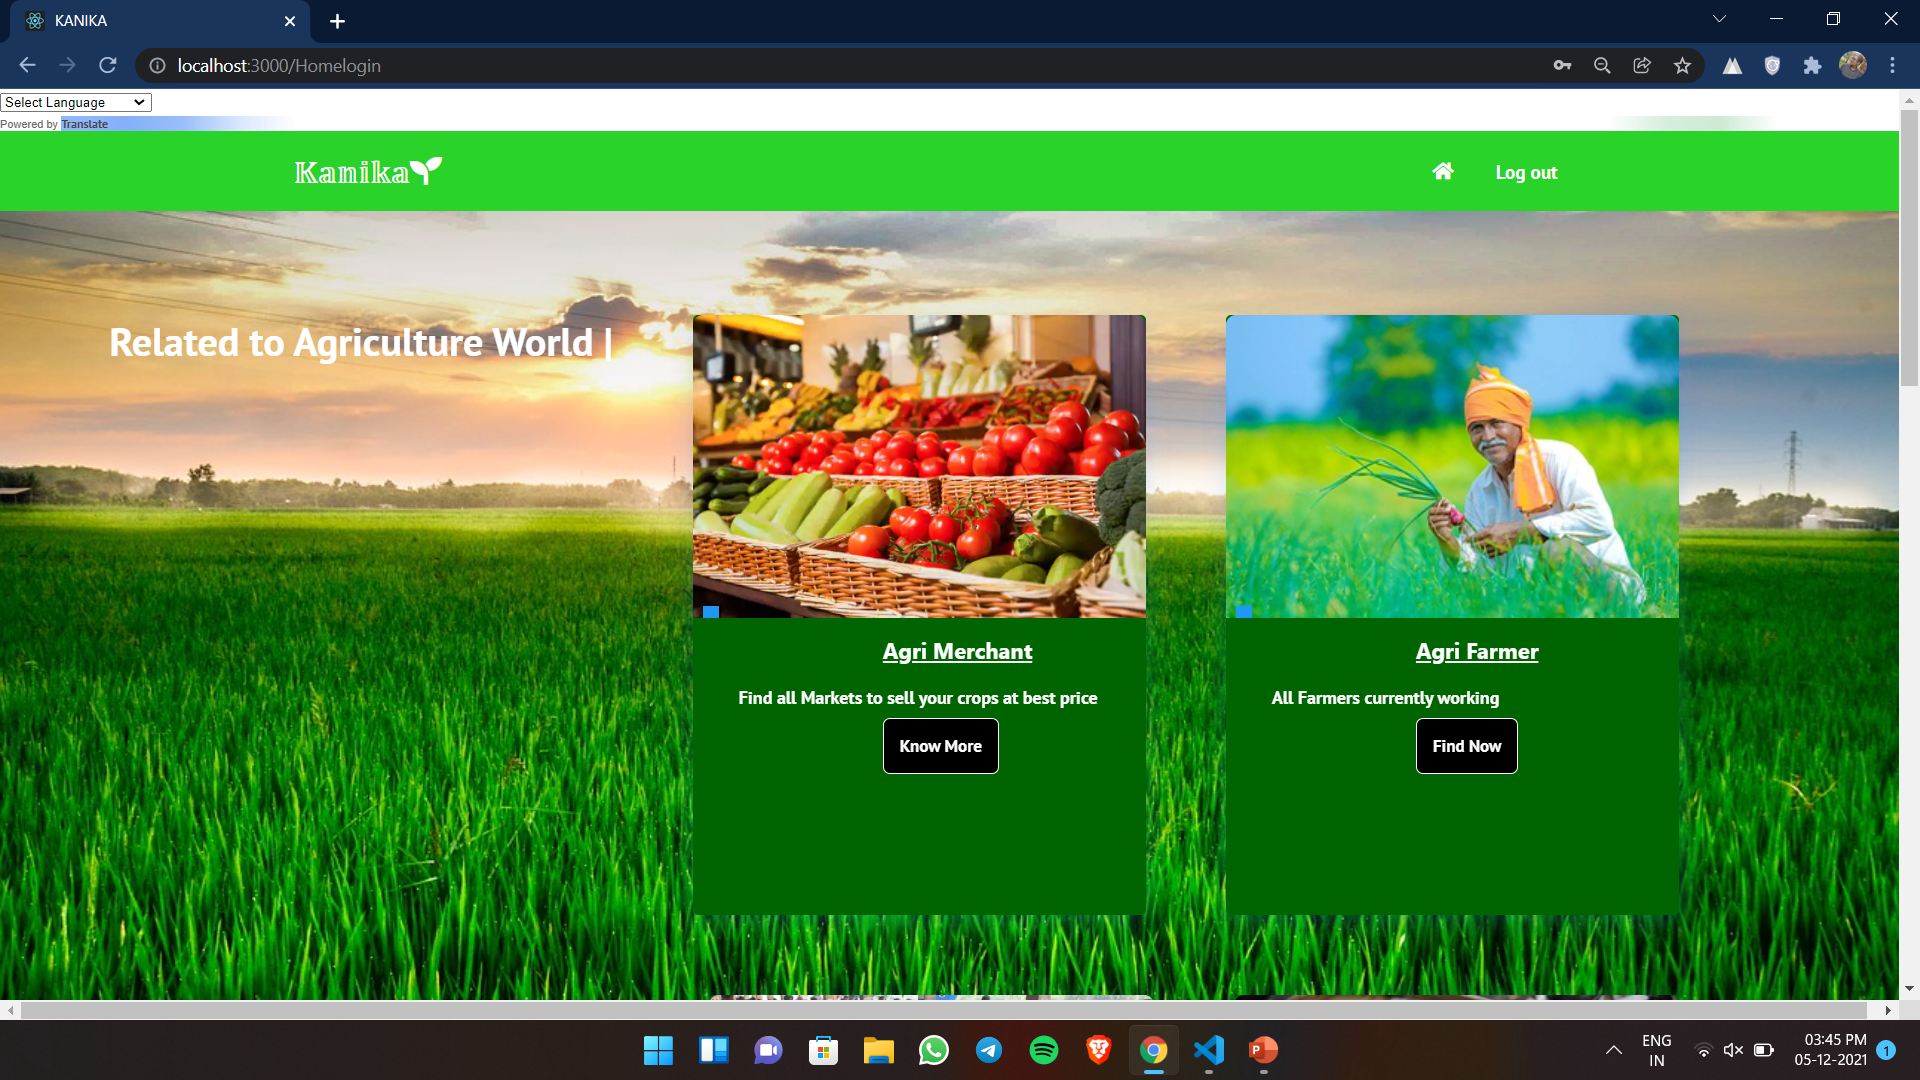 KANIKA
localhost:3000/Homelogin
Select Language
Powered by Translate
Kanika
Log out
Related to Agriculture World |
Agri Merchant
Find all Markets to sell your crops at best price
Know More
Agri Farmer
All Farmers currently working
Find Now
ENG
IN
03:45 PM
05-12-2021
1